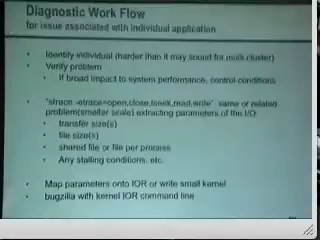 Diagnostic Work Flow
for issue associated with individual application
Identify individual (harder than it may sound for multi cluster)
Verify problem
If broad impact to system performance, control conditions
"strace -etrace=open,close,lseek,read,write" same or related
problem(smaller scale) extracting parameters of the I/O:
transfer size(s)
file size(s)
shared file or file per process
Any stalling conditions, etc.
Map parameters onto IOR or write small kernel
bugzilla with kernel IOR command line